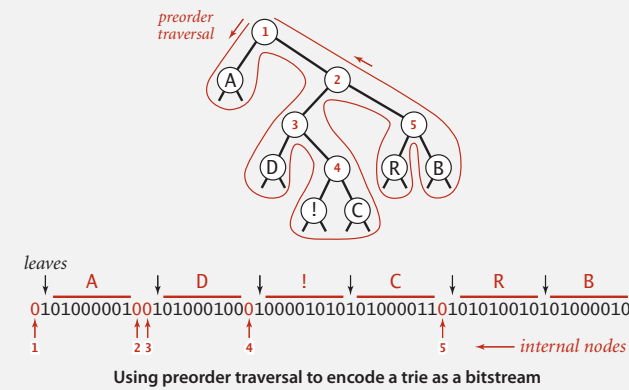 preorder
traversal
1
A
2
3
5
D
4
R
B
!
C
leaves
A D ! C R B
01010000010010100010001000010101010000110101010010101000010
1 2 3 4 5 internal nodes
Using preorder traversal to encode a trie as a bitstream